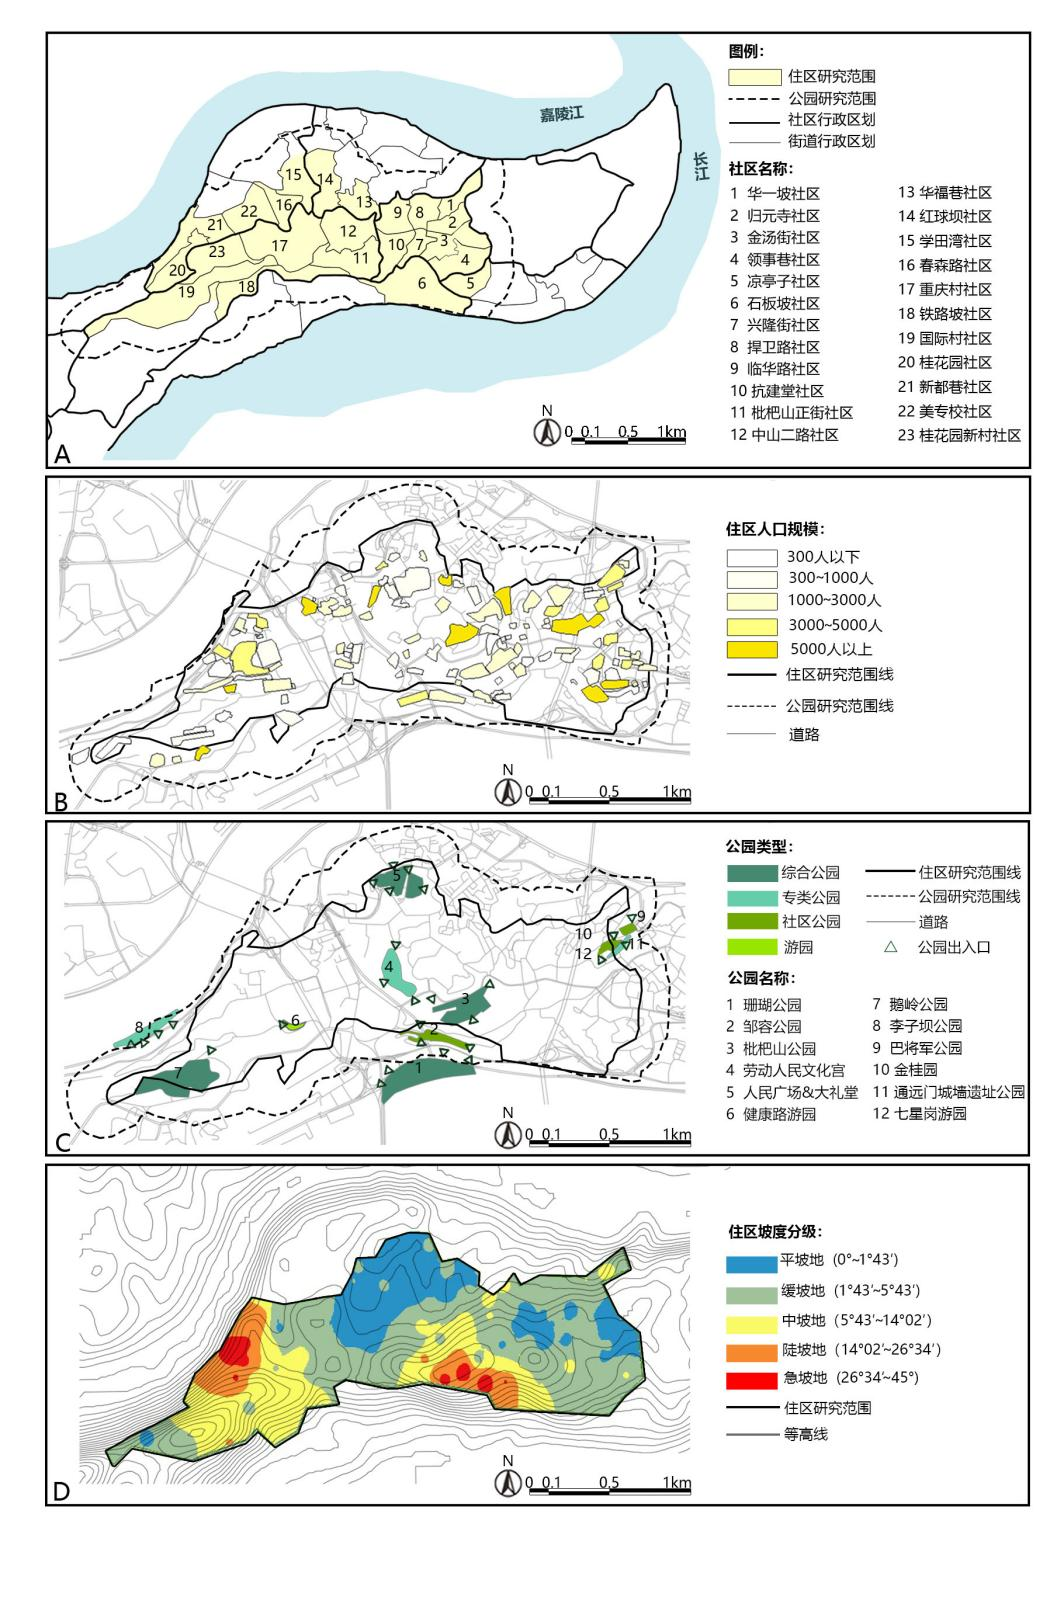 嘉陵江
长江
15
14
13
16
22
21
9
8
1
2
12
17
23
10
7
3
11
4
20
18
6
5
19
N
0 0.1 0.5 1km
A
图例:
住区研究范围
公园研究范围
社区行政区划
街道行政区划
社区名称:
1 华一坡社区
2 归元寺社区
3 金汤街社区
4 领事巷社区
5 凉亭子社区
6 石板坡社区
7 兴隆街社区
8 捍卫路社区
9 临华路社区
10 抗建堂社区
11 枇杷山正街社区
12 中山二路社区
13 华福巷社区
14 红球坝社区
15 学田湾社区
16 春森路社区
17 重庆村社区
18 铁路坡社区
19 国际村社区
20 桂花园社区
21 新都巷社区
22 美专校社区
23 桂花园新村社区
N
0 0.1 0.5 1km
B
住区人口规模:
300人以下
300~1000人
1000~3000人
3000~5000人
5000人以上
住区研究范围线
公园研究范围线
道路
5
9
10
11
12
4
3
8
6
2
1
7
N
0 0.1 0.5 1km
C
公园类型:
综合公园
专类公园
社区公园
游园
住区研究范围线
公园研究范围线
道路
公园出入口
公园名称:
1 珊瑚公园
2 邹容公园
3 枇杷山公园
4 劳动人民文化宫
5 人民广场&大礼堂
6 健康路游园
7 鹅岭公园
8 李子坝公园
9 巴将军公园
10 金桂园
11 通远门城墙遗址公园
12 七星岗游园
N
0 0.1 0.5 1km
D
住区坡度分级:
平坡地 (0°~1°43′)
缓坡地 (1°43′~5°43′)
中坡地 (5°43′~14°02′)
陡坡地 (14°02′~26°34′)
急坡地 (26°34′~45°)
住区研究范围
等高线